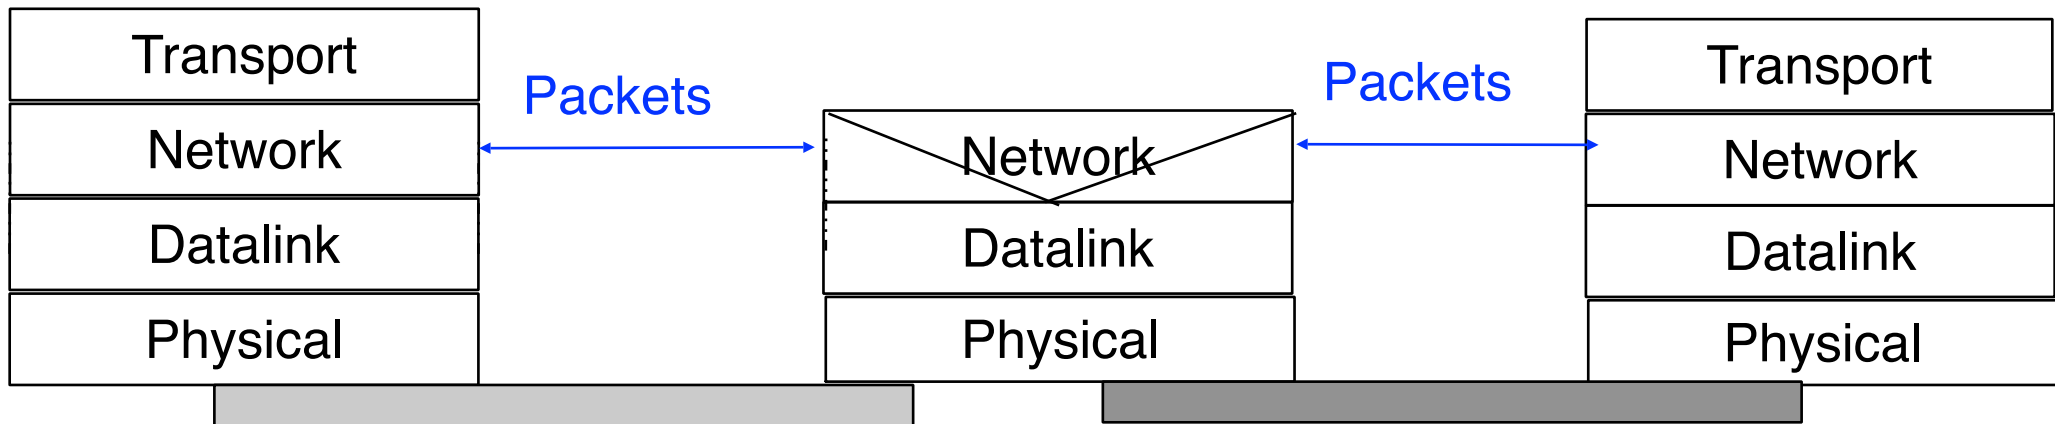 Transport
Network
Datalink
Physical
Packets
Network
Datalink
Physical
Packets
Transport
Network
Datalink
Physical